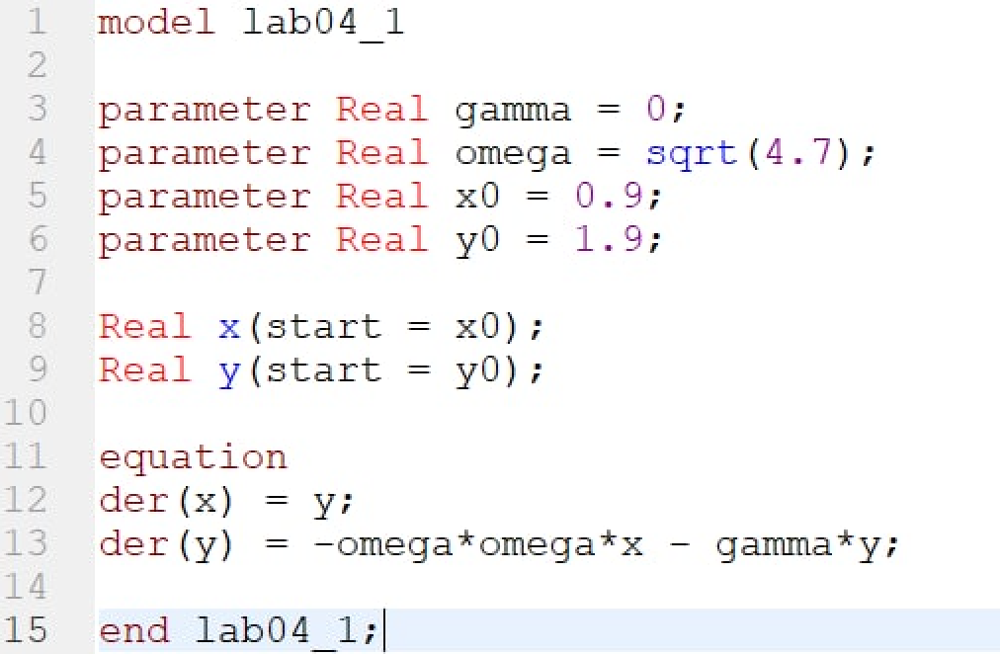 1 model lab04_1
2
3 parameter Real gamma = 0;
4 parameter Real omega = sqrt(4.7);
5 parameter Real x0 = 0.9;
6 parameter Real y0 = 1.9;
7
8 Real x(start = x0);
9 Real y(start = y0);
10
11 equation
12 der(x) = y;
13 der(y) = -omega*omega*x - gamma*y;
14
15 end lab04_1;